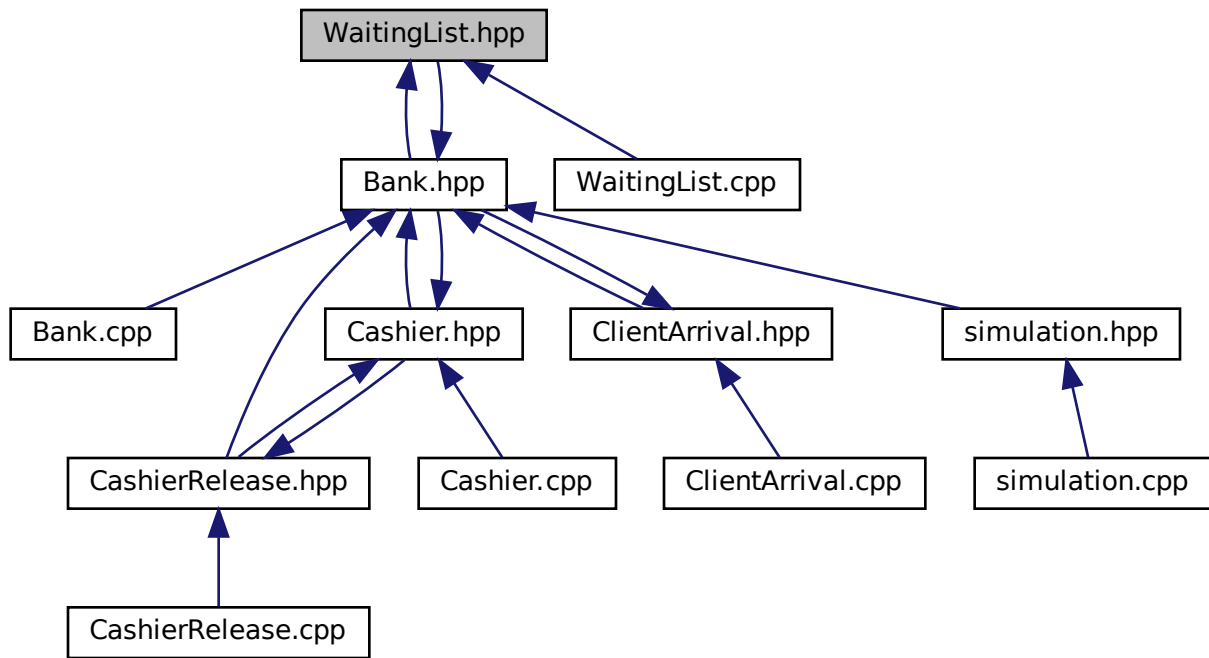 WaitingList.hpp
Bank.hpp
WaitingList.cpp
Bank.cpp
Cashier.hpp
ClientArrival.hpp
simulation.hpp
CashierRelease.hpp
Cashier.cpp
ClientArrival.cpp
simulation.cpp
CashierRelease.cpp